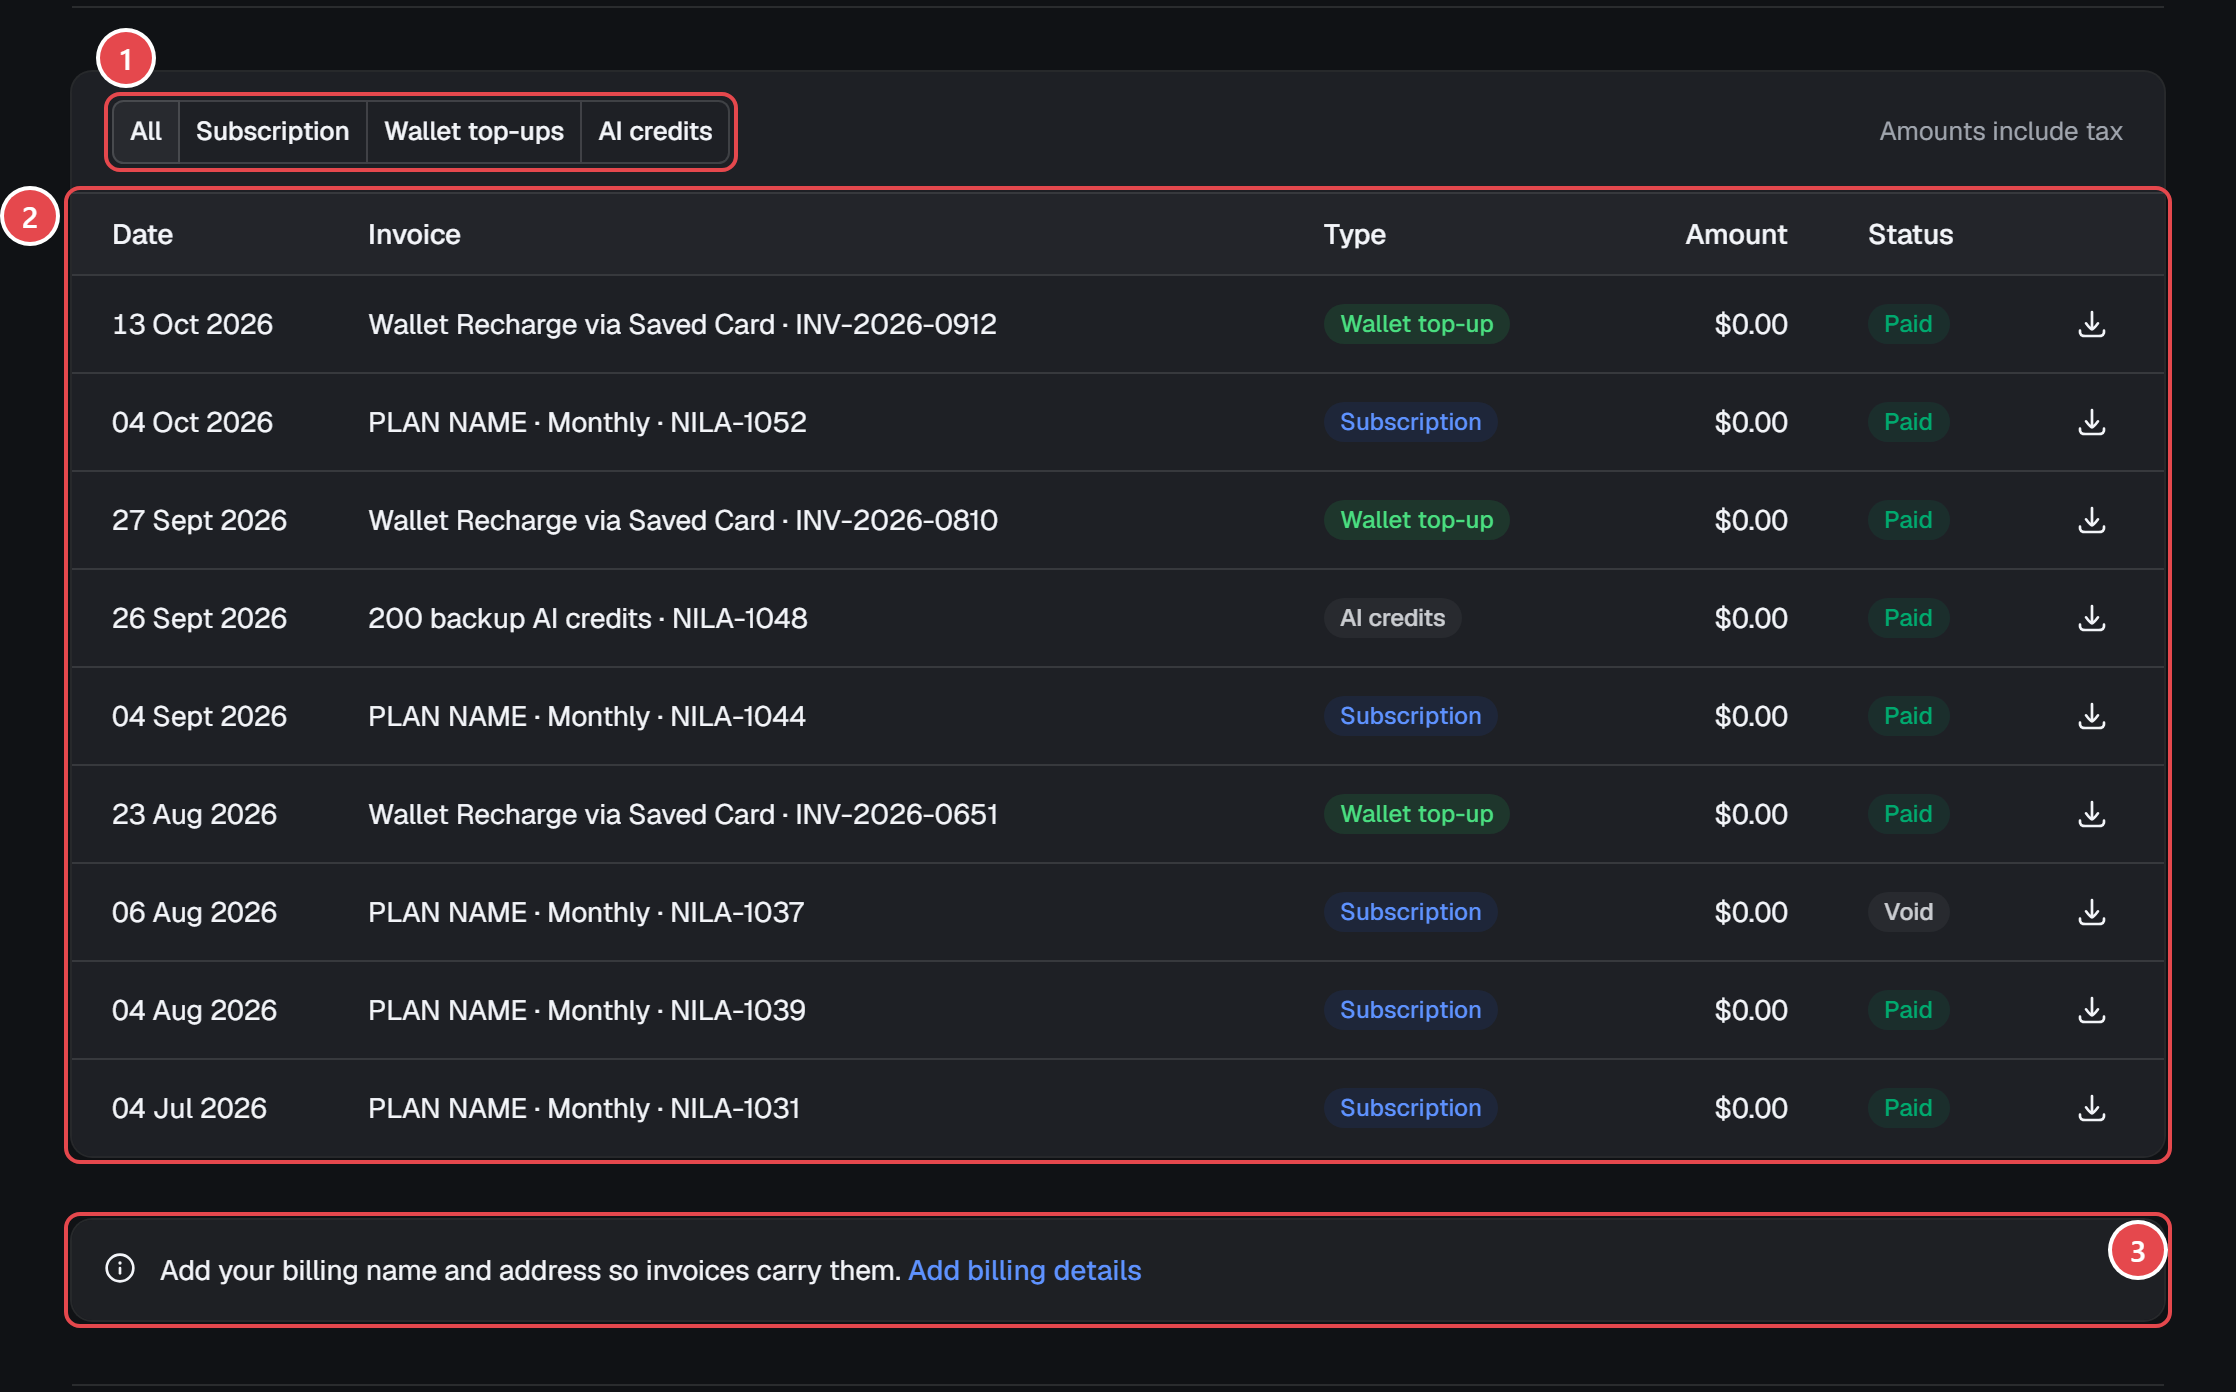 1
All Subscription Wallet top-ups AI credits Amounts include tax
2
Date Invoice Type Amount Status
13 Oct 2026 Wallet Recharge via Saved Card · INV-2026-0912 Wallet top-up $0.00 Paid
04 Oct 2026 PLAN NAME · Monthly · NILA-1052 Subscription $0.00 Paid
27 Sept 2026 Wallet Recharge via Saved Card · INV-2026-0810 Wallet top-up $0.00 Paid
26 Sept 2026 200 backup AI credits · NILA-1048 AI credits $0.00 Paid
04 Sept 2026 PLAN NAME · Monthly · NILA-1044 Subscription $0.00 Paid
23 Aug 2026 Wallet Recharge via Saved Card · INV-2026-0651 Wallet top-up $0.00 Paid
06 Aug 2026 PLAN NAME · Monthly · NILA-1037 Subscription $0.00 Void
04 Aug 2026 PLAN NAME · Monthly · NILA-1039 Subscription $0.00 Paid
04 Jul 2026 PLAN NAME · Monthly · NILA-1031 Subscription $0.00 Paid
3
Add your billing name and address so invoices carry them. Add billing details